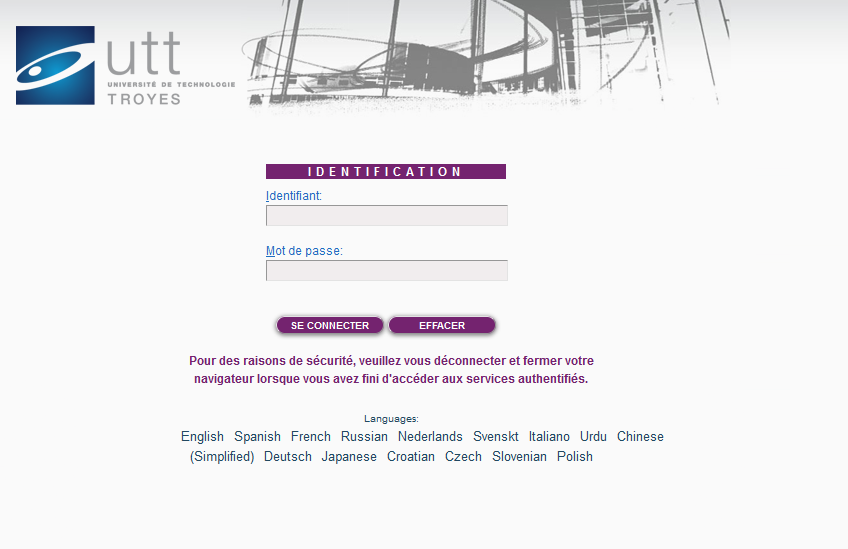 utt
UNIVERSITÉ DE TECHNOLOGIE
TROYES
IDENTIFICATION
Identifiant:
Mot de passe:
SE CONNECTER EFFACER
Pour des raisons de sécurité, veuillez vous déconnecter et fermer votre
navigateur lorsque vous avez fini d'accéder aux services authentifiés.
Languages:
English Spanish French Russian Nederlands Svenskt Italiano Urdu Chinese
(Simplified) Deutsch Japanese Croatian Czech Slovenian Polish